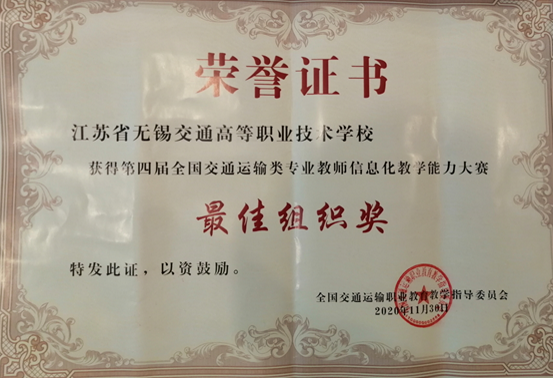 荣誉证书
江苏省无锡交通高等职业技术学校
获得第四届全国交通运输类专业教师信息化教学能力大赛
最佳组织奖
特发此证，以资鼓励。
全国交通运输职业教育教学指导委员会
2020年11月30日